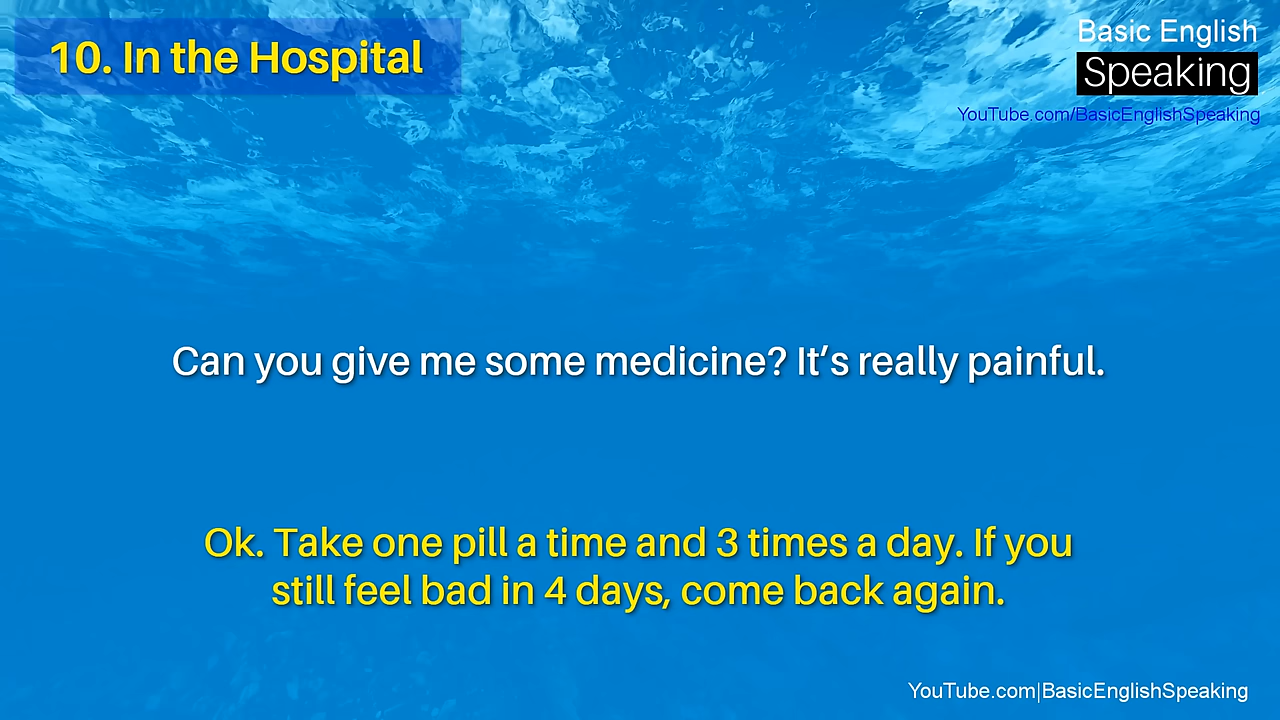 10. In the Hospital
Basic English
Speaking
YouTube.com/BasicEnglishSpeaking
Can you give me some medicine? It’s really painful.
Ok. Take one pill a time and 3 times a day. If you
still feel bad in 4 days, come back again.
YouTube.com|BasicEnglishSpeaking